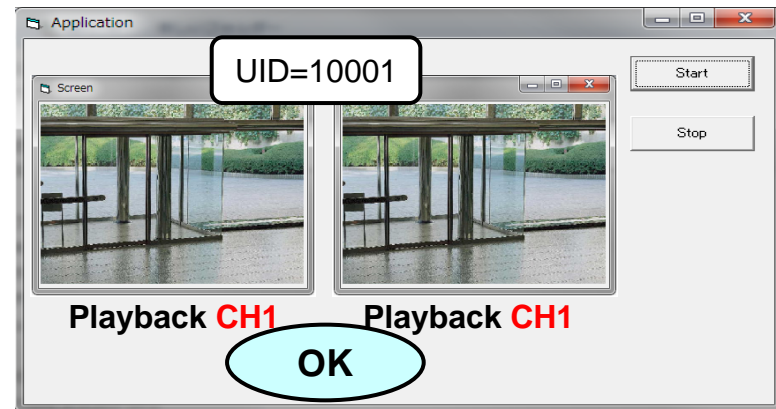 Application
UID=10001
Screen
Start
Stop
Playback CH1
Playback CH1
OK